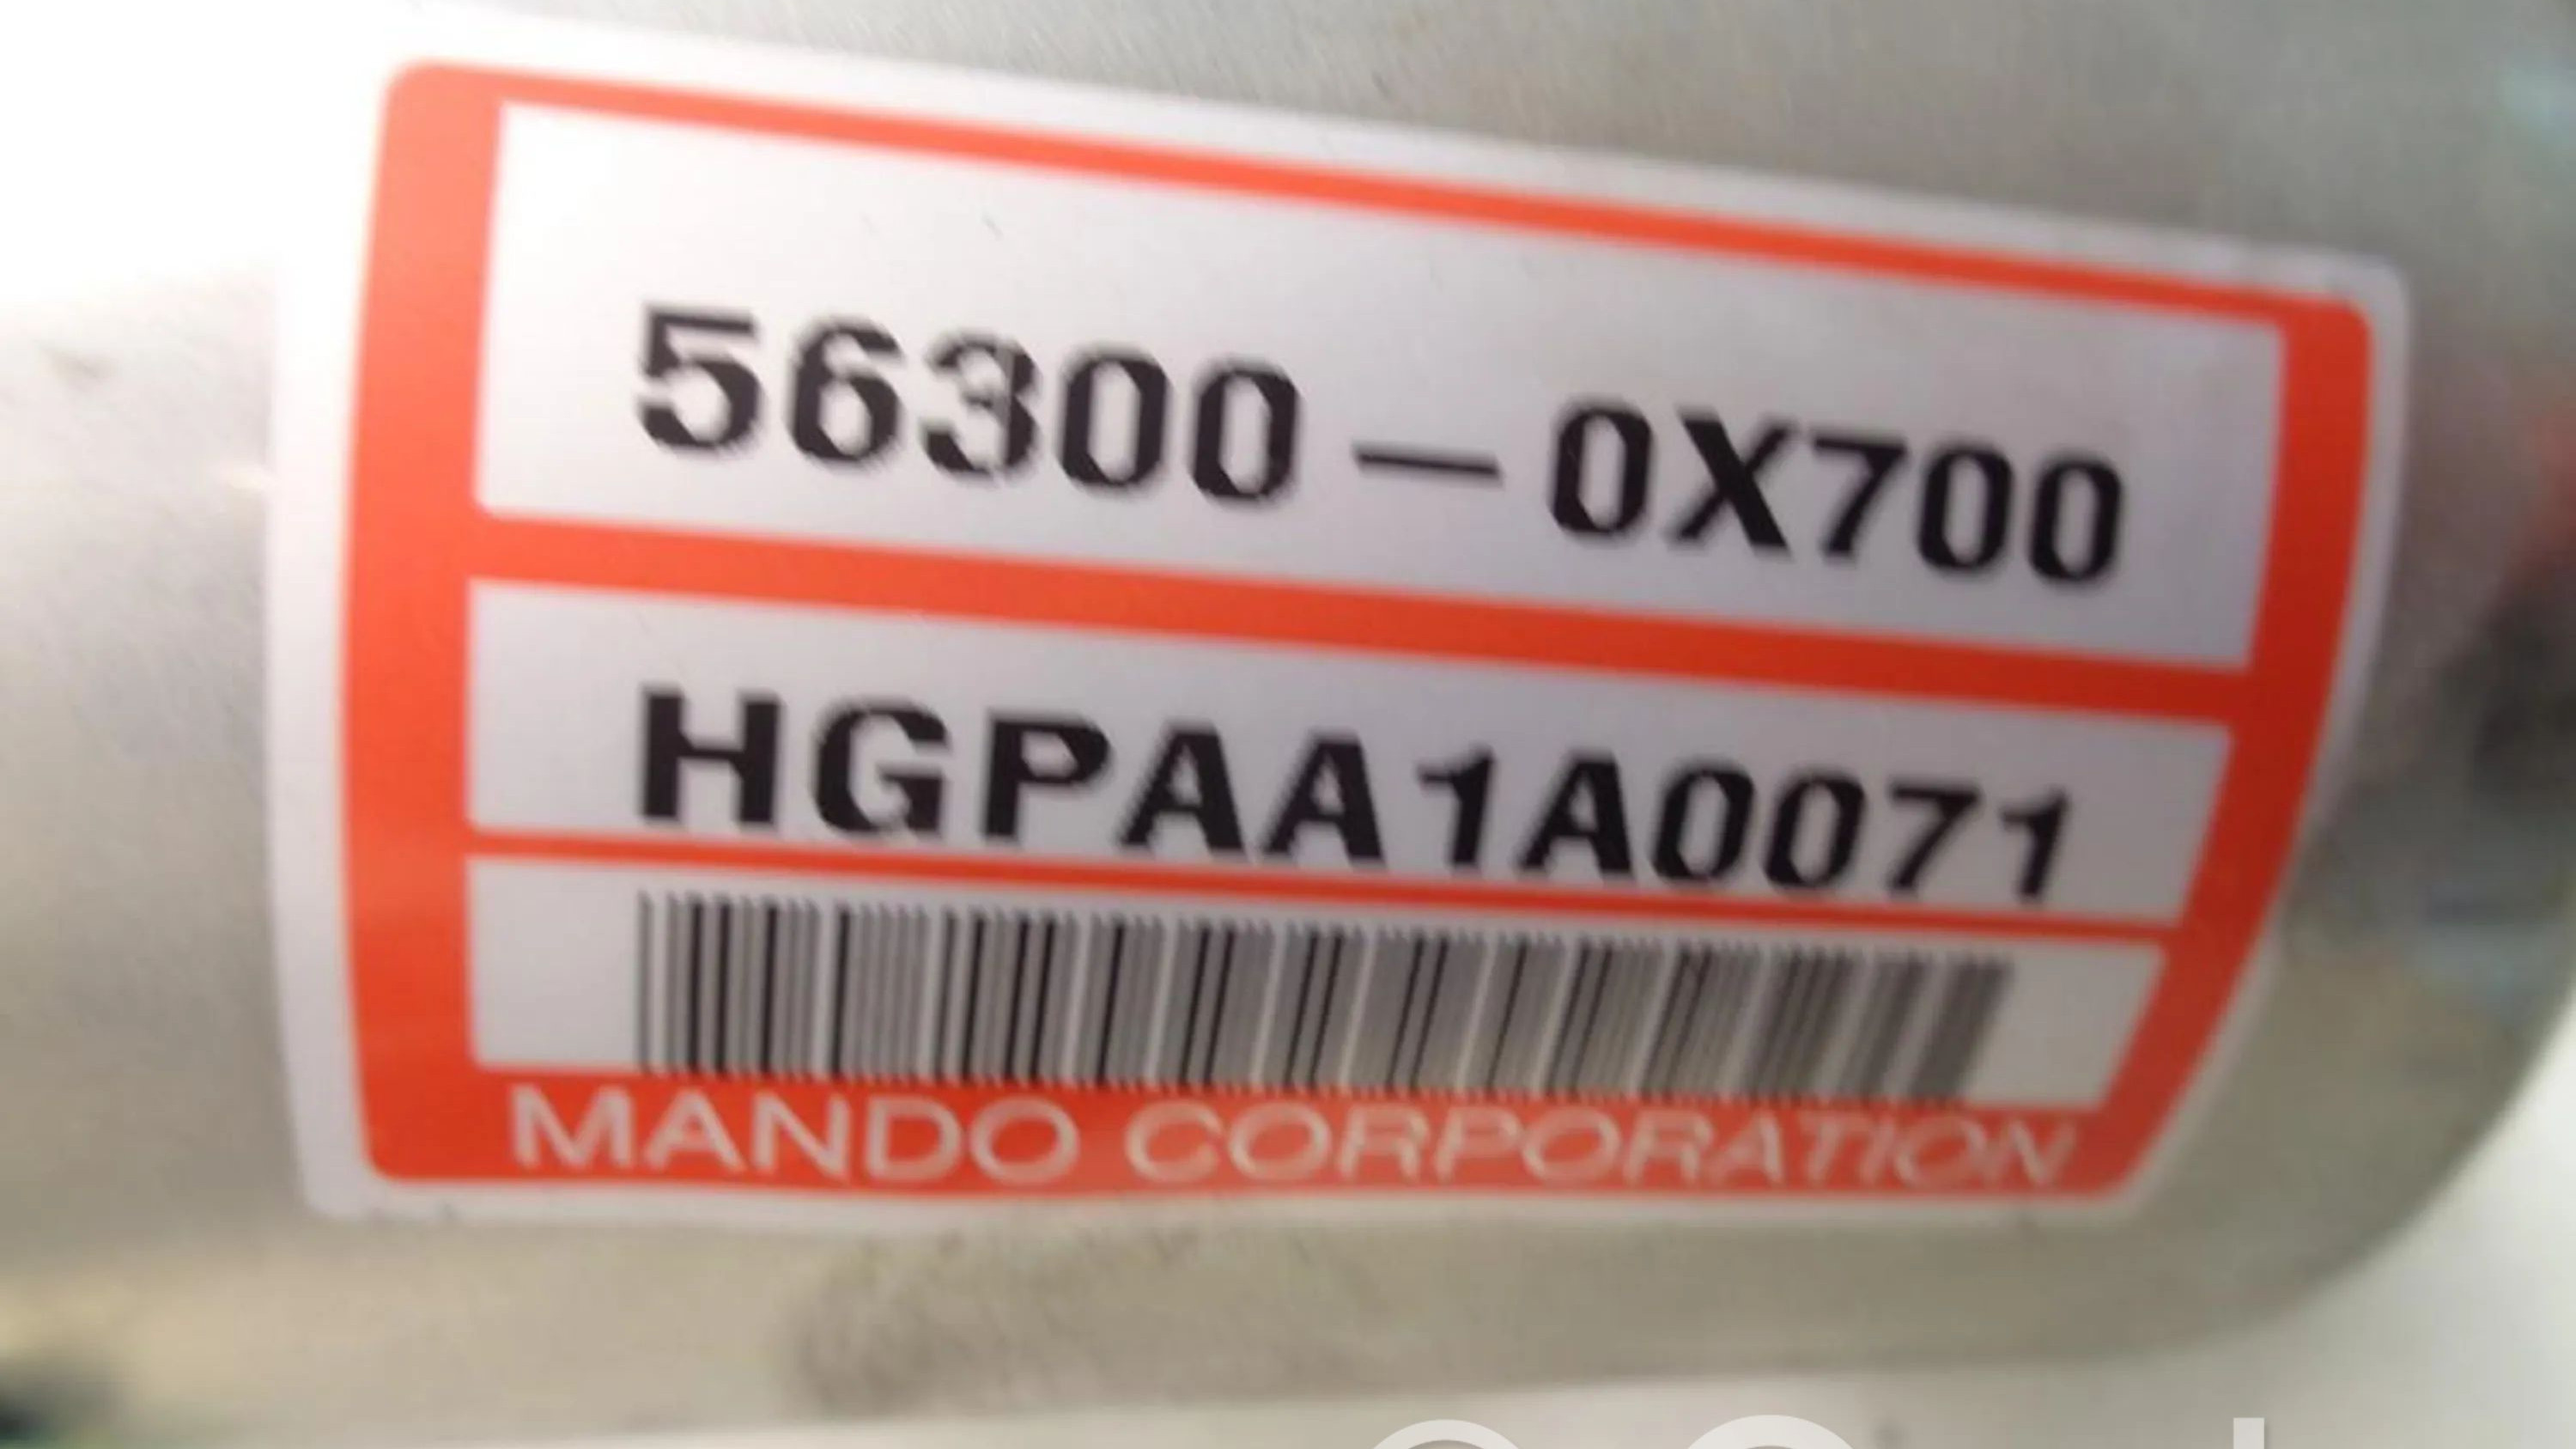 56300-0X700
HGPAA1A0071
MANDO CORPORATION